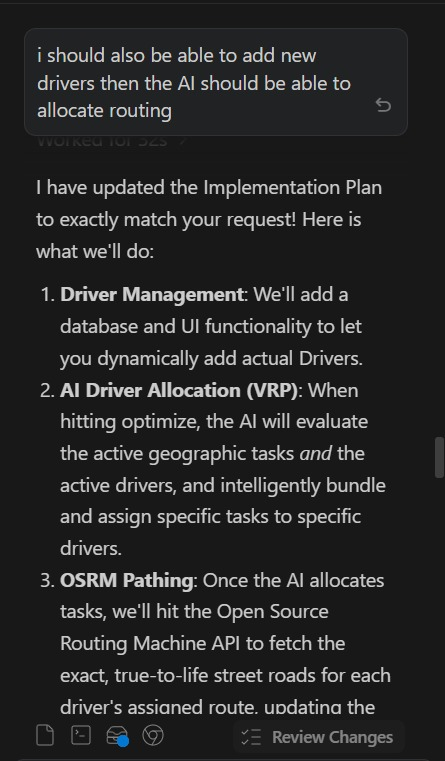 i should also be able to add new
drivers then the AI should be able to
allocate routing
Worked for 32s
I have updated the Implementation Plan
to exactly match your request! Here is
what we'll do:
1. Driver Management: We'll add a
database and UI functionality to let
you dynamically add actual Drivers.
2. AI Driver Allocation (VRP): When
hitting optimize, the AI will evaluate
the active geographic tasks and the
active drivers, and intelligently bundle
and assign specific tasks to specific
drivers.
3. OSRM Pathing: Once the AI allocates
tasks, we'll hit the Open Source
Routing Machine API to fetch the
exact, true-to-life street roads for each
driver's assigned route, updating the
Review Changes